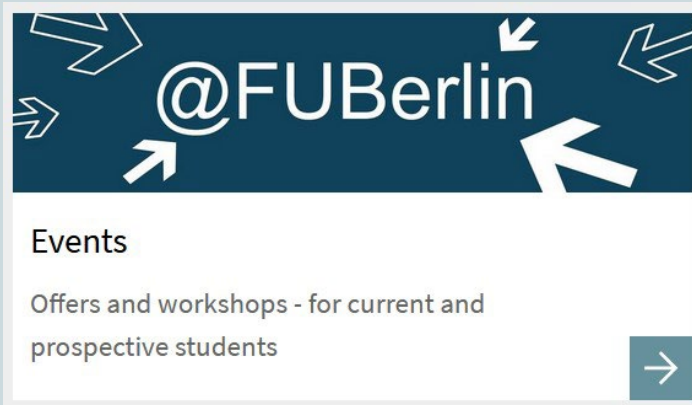 @FUBerlin
Events
Offers and workshops - for current and
prospective students